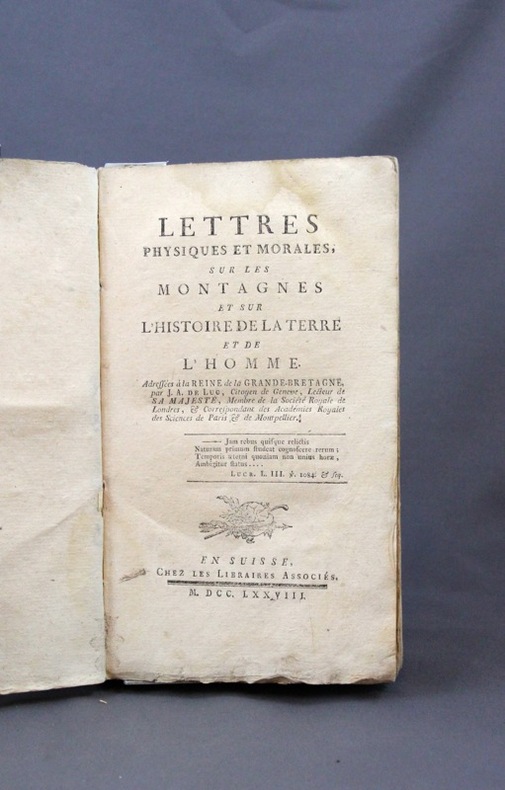 LETTRES
PHYSIQUES ET MORALES,
SUR LES
MONTAGNES
ET SUR
L'HISTOIRE DE LA TERRE
ET DE
L'HOMME.
Adressées à la REINE de la GRANDE-BRETAGNE,
par J. A. DE LUC, Citoyen de Geneve, Lecteur de
SA MAJESTÉ, Membre de la Société Royale de
Londres, & Correspondant des Académies Royales
des Sciences de Paris & de Montpellier.
—— Jam rebus quisque relictis
Naturam primum studeat cognoscere rerum;
Temporis æterni quoniam non unius horæ,
Ambigitur status....
LUCR. L. III. ℣. 1084. & seq.
EN SUISSE,
CHEZ LES LIBRAIRES ASSOCIÉS,
M. DCC. LXXVIII.